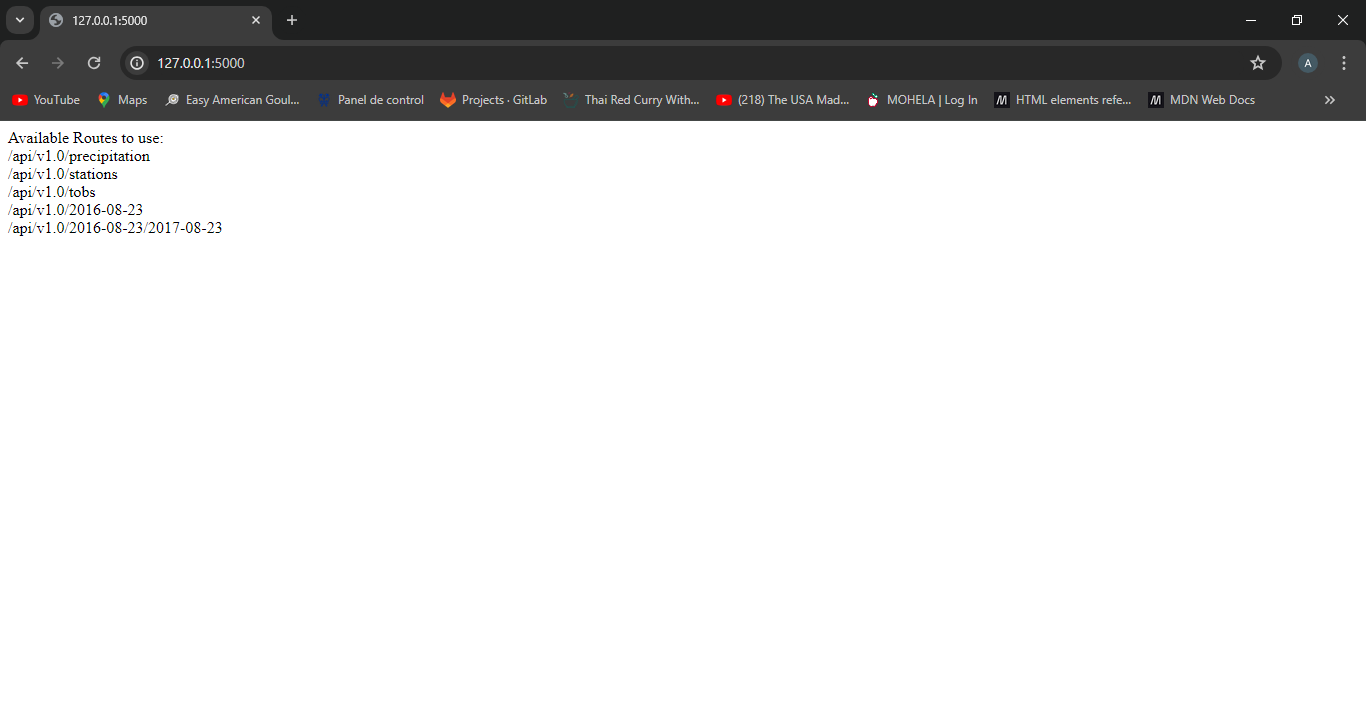 127.0.0.1:5000
127.0.0.1:5000
A
YouTube
Maps
Easy American Goul...
Panel de control
Projects · GitLab
Thai Red Curry With...
(218) The USA Mad...
MOHELA | Log In
HTML elements refe...
MDN Web Docs
Available Routes to use:
/api/v1.0/precipitation
/api/v1.0/stations
/api/v1.0/tobs
/api/v1.0/2016-08-23
/api/v1.0/2016-08-23/2017-08-23